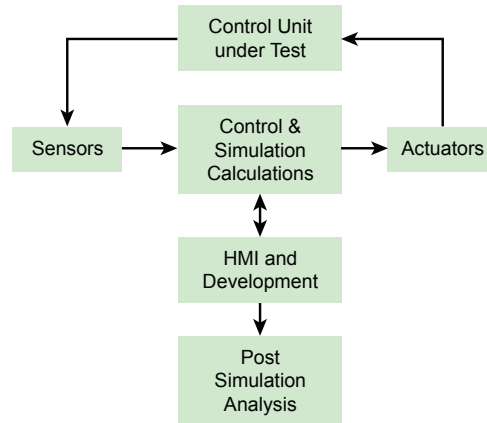 Control Unit
under Test
Sensors
Control &
Simulation
Calculations
Actuators
HMI and
Development
Post
Simulation
Analysis